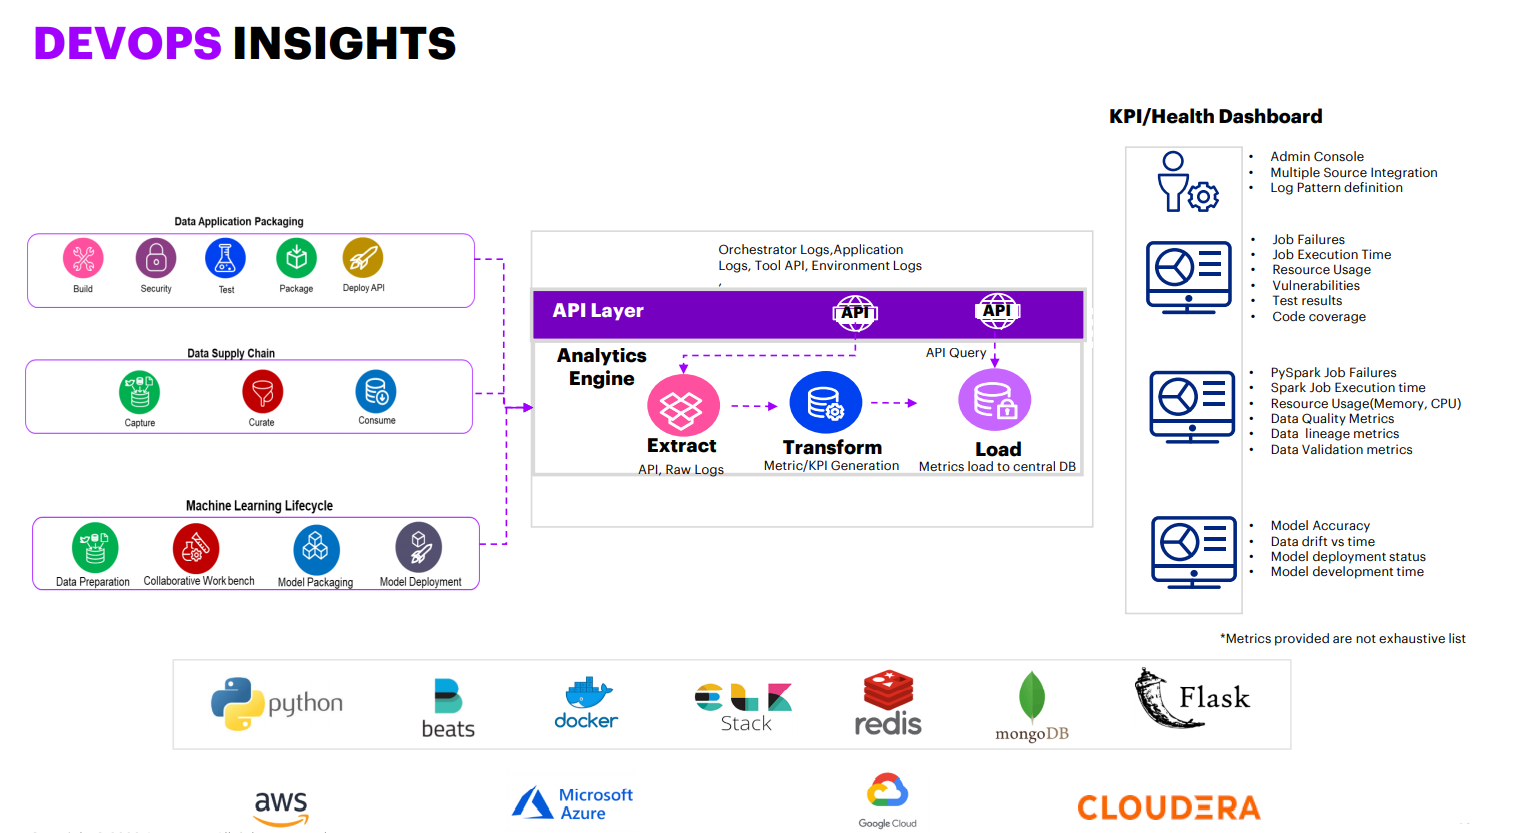 DEVOPS INSIGHTS
KPI/Health Dashboard
• Admin Console
• Multiple Source Integration
• Log Pattern definition
Data Application Packaging
Build
Security
Test
Package
Deploy API
Orchestrator Logs,Application
Logs, Tool API, Environment Logs
,
• Job Failures
• Job Execution Time
• Resource Usage
• Vulnerabilities
• Test results
• Code coverage
API Layer
API
API
Data Supply Chain
Capture
Curate
Consume
Analytics
Engine
API Query
Extract
API, Raw Logs
Transform
Metric/KPI Generation
Load
Metrics load to central DB
• PySpark Job Failures
• Spark Job Execution time
• Resource Usage(Memory, CPU)
• Data Quality Metrics
• Data lineage metrics
• Data Validation metrics
Machine Learning Lifecycle
Data Preparation
Collaborative Work bench
Model Packaging
Model Deployment
• Model Accuracy
• Data drift vs time
• Model deployment status
• Model development time
*Metrics provided are not exhaustive list
python
beats
docker
Stack
redis
mongoDB
Flask
aws
Microsoft
Azure
Google Cloud
CLOUDERA